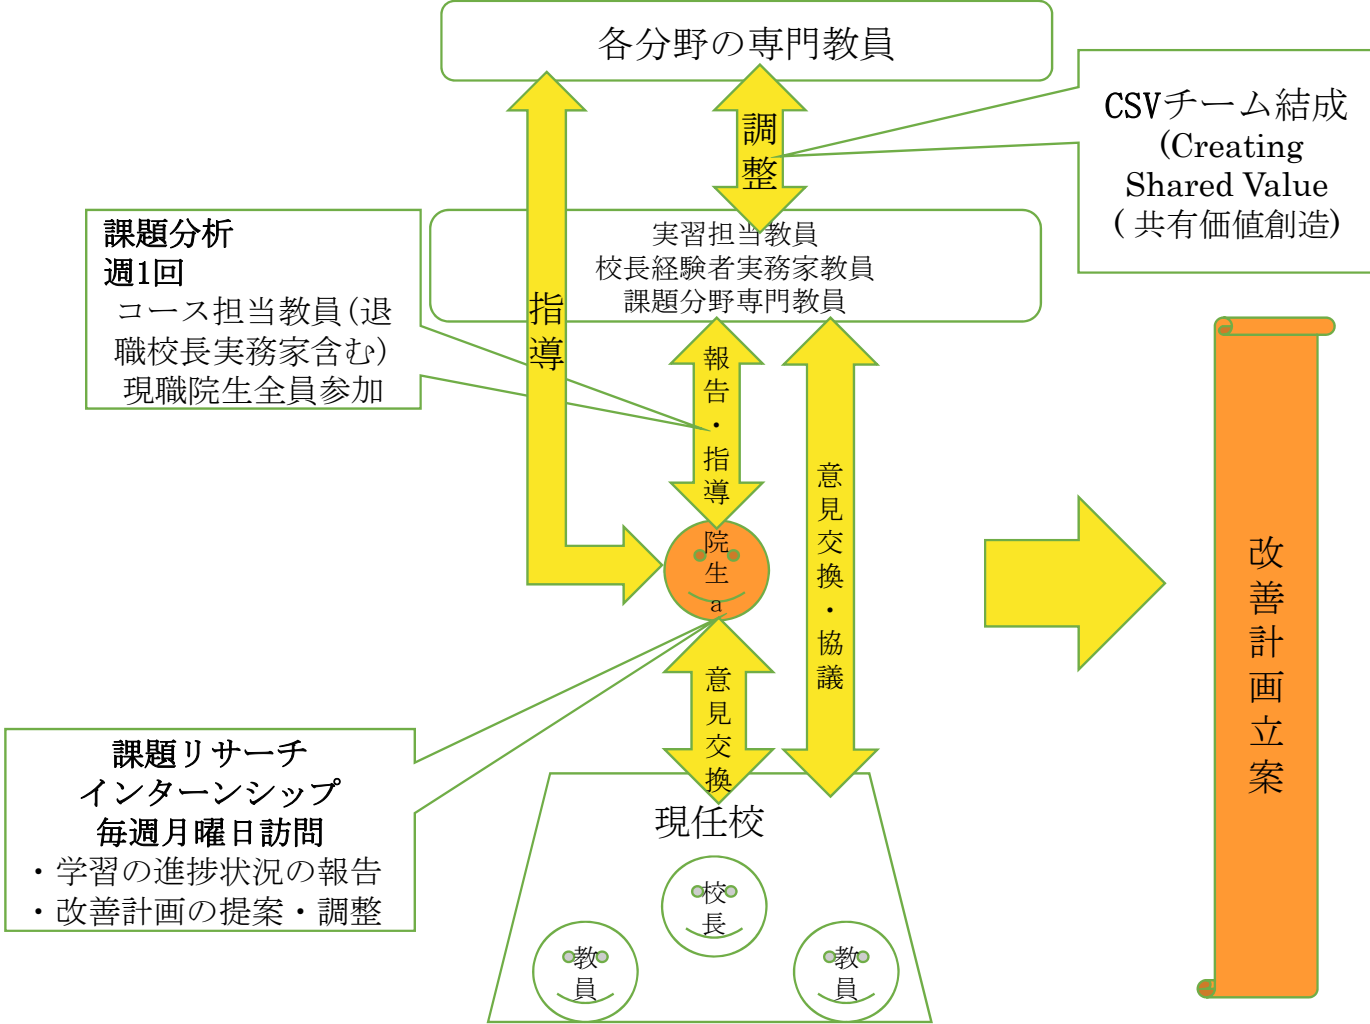 各分野の専門教員
調整
CSVチーム結成
(Creating
Shared Value
(共有価値創造)
課題分析
週1回
コース担当教員(退
職校長実務家含む)
現職院生全員参加
実習担当教員
校長経験者実務家教員
課題分野専門教員
指導
報告・指導
意見交換・協議
院生a
意見交換
改善計画立案
課題リサーチ
インターンシップ
毎週月曜日訪問
・学習の進捗状況の報告
・改善計画の提案・調整
現任校
校長
教員
教員